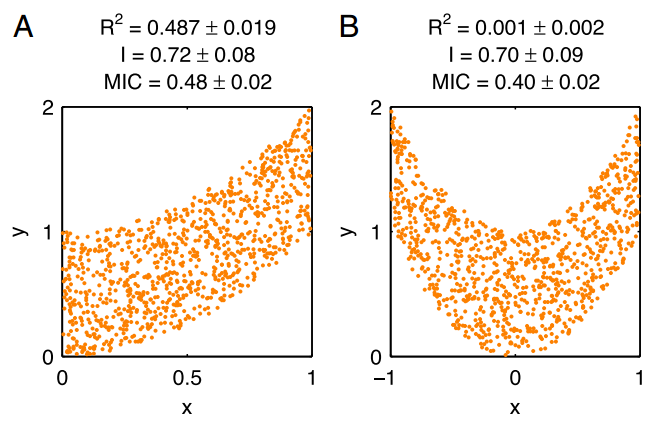 A
R² = 0.487 ± 0.019
I = 0.72 ± 0.08
MIC = 0.48 ± 0.02
2
1
0
y
0 0.5 1
x
B
R² = 0.001 ± 0.002
I = 0.70 ± 0.09
MIC = 0.40 ± 0.02
2
1
0
y
−1 0 1
x